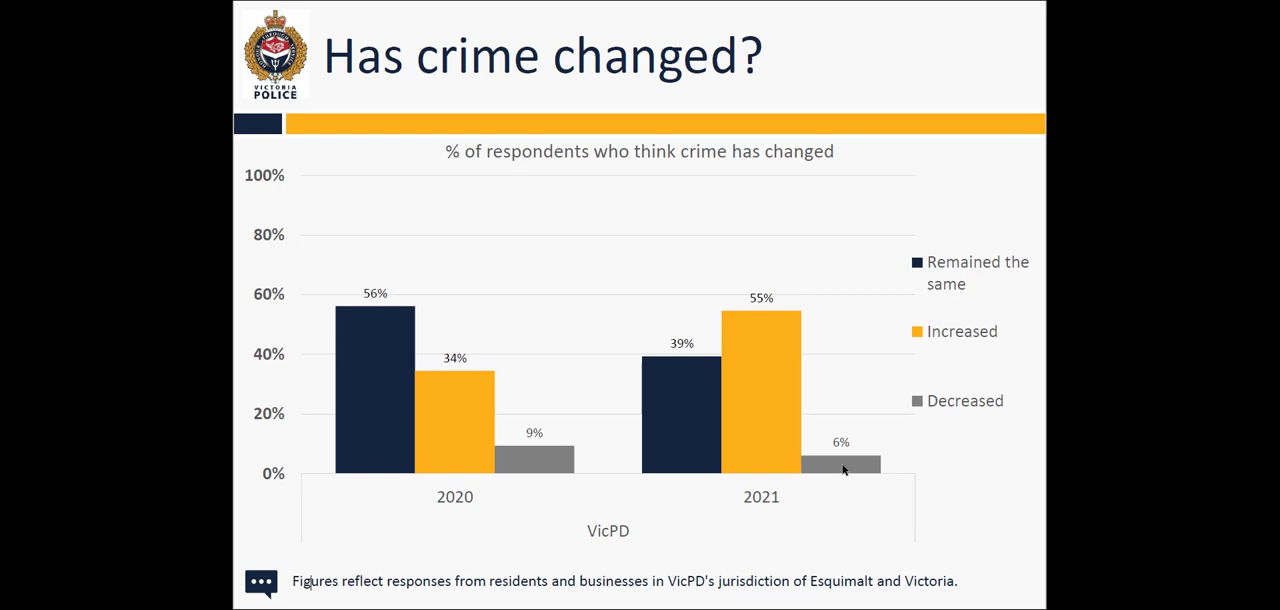 Has crime changed?
VICTORIA
POLICE
% of respondents who think crime has changed
100%
80%
60%
40%
20%
0%
56%
34%
9%
39%
55%
6%
2020
2021
VicPD
Remained the
same
Increased
Decreased
Figures reflect responses from residents and businesses in VicPD's jurisdiction of Esquimalt and Victoria.